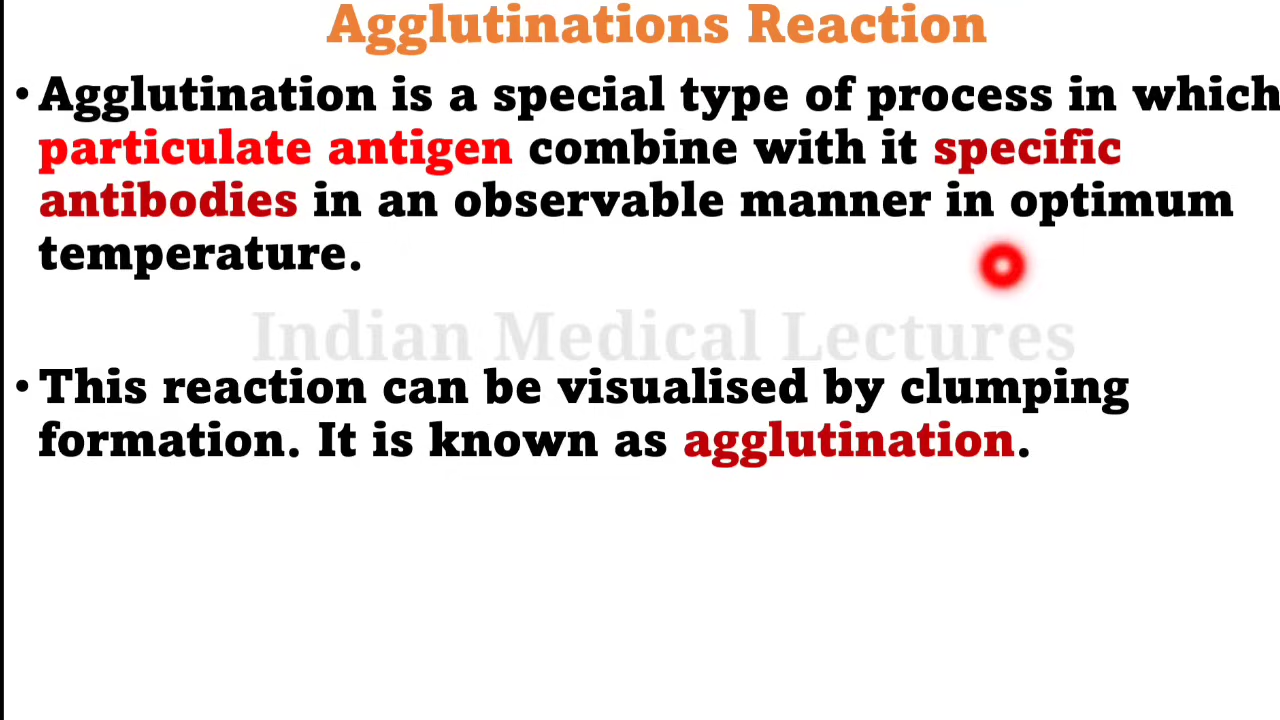 Agglutinations Reaction
• Agglutination is a special type of process in which
particulate antigen combine with it specific
antibodies in an observable manner in optimum
temperature.
Indian Medical Lectures
• This reaction can be visualised by clumping
formation. It is known as agglutination.